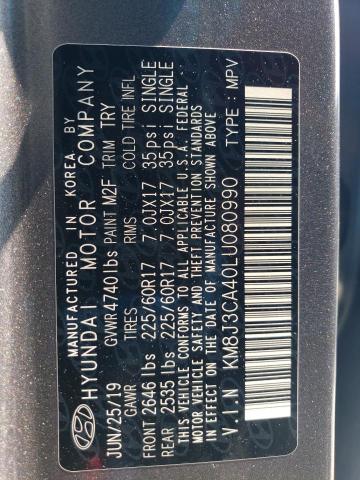 MANUFACTURED IN KOREA BY
HYUNDAI MOTOR COMPANY
JUN/25/19 GVWR 4740lbs PAINT M2F TRIM TRY
GAWR TIRES RIMS COLD TIRE INFL
FRONT 2646 lbs 225/60R17 7.0JX17 35psi SINGLE
REAR 2535 lbs 225/60R17 7.0JX17 35psi SINGLE
THIS VEHICLE CONFORMS TO ALL APPLICABLE U.S.A. FEDERAL
MOTOR VEHICLE SAFETY AND THEFT PREVENTION STANDARDS
IN EFFECT ON THE DATE OF MANUFACTURE SHOWN ABOVE
V I N : KM8J3CA40LU080990 TYPE : MPV